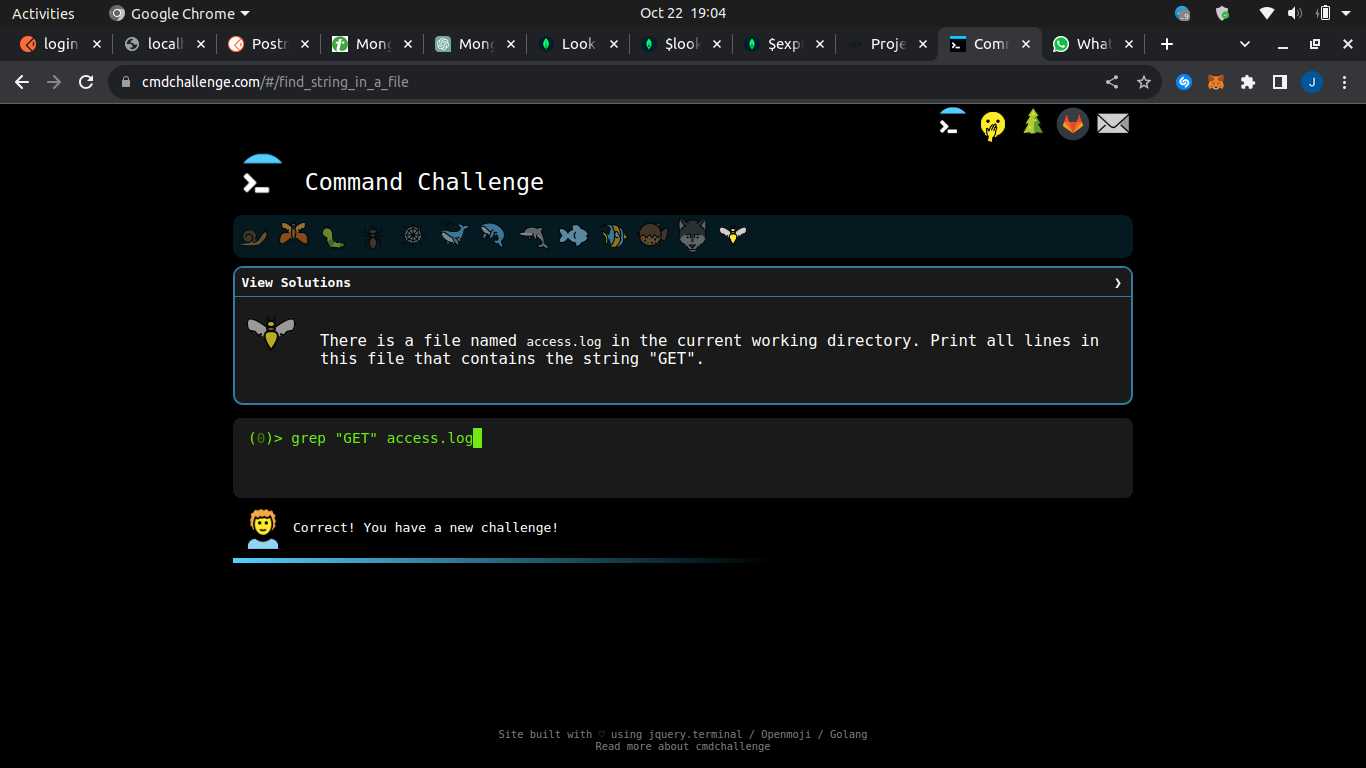 Activities
Google Chrome
Oct 22 19:04
login
locall
Postr
Mong
Mong
Look
$look
$exp
Proje
Com
What
cmdchallenge.com/#/find_string_in_a_file
J
Command Challenge
View Solutions
There is a file named access.log in the current working directory. Print all lines in
this file that contains the string "GET".
(0)> grep "GET" access.log
Correct! You have a new challenge!
Site built with ♡ using jquery.terminal / Openmoji / Golang
Read more about cmdchallenge